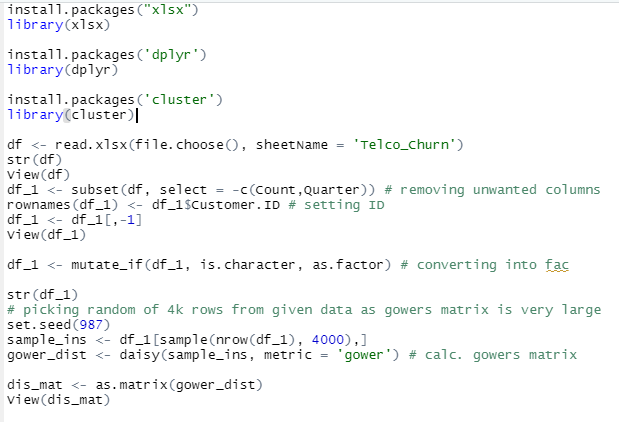 install.packages("xlsx")
library(xlsx)
install.packages('dplyr')
library(dplyr)
install.packages('cluster')
library(cluster)
df <- read.xlsx(file.choose(), sheetName = 'Telco_Churn')
str(df)
View(df)
df_1 <- subset(df, select = -c(Count,Quarter)) # removing unwanted columns
rownames(df_1) <- df_1$Customer.ID # setting ID
df_1 <- df_1[,-1]
View(df_1)
df_1 <- mutate_if(df_1, is.character, as.factor) # converting into fac
str(df_1)
# picking random of 4k rows from given data as gowers matrix is very large
set.seed(987)
sample_ins <- df_1[sample(nrow(df_1), 4000),]
gower_dist <- daisy(sample_ins, metric = 'gower') # calc. gowers matrix
dis_mat <- as.matrix(gower_dist)
View(dis_mat)